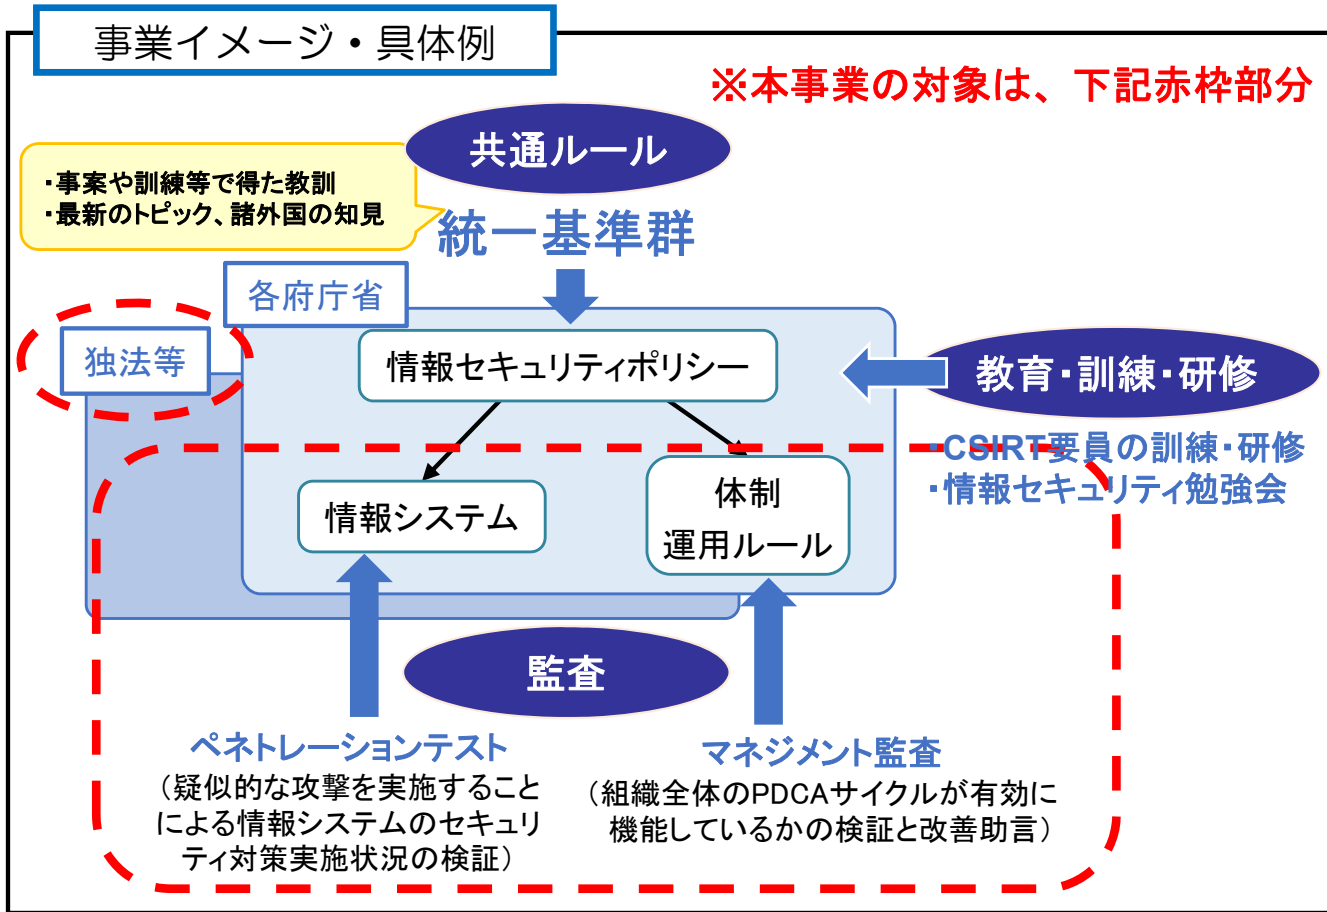 事業イメージ・具体例
※本事業の対象は、下記赤枠部分
共通ルール
・事案や訓練等で得た教訓
・最新のトピック、諸外国の知見
統一基準群
各府庁省
独法等
情報セキュリティポリシー
教育・訓練・研修
・CSIRT要員の訓練・研修
・情報セキュリティ勉強会
情報システム
体制
運用ルール
監査
ペネトレーションテスト
（疑似的な攻撃を実施すること
による情報システムのセキュリ
ティ対策実施状況の検証）
マネジメント監査
（組織全体のPDCAサイクルが有効に
機能しているかの検証と改善助言）